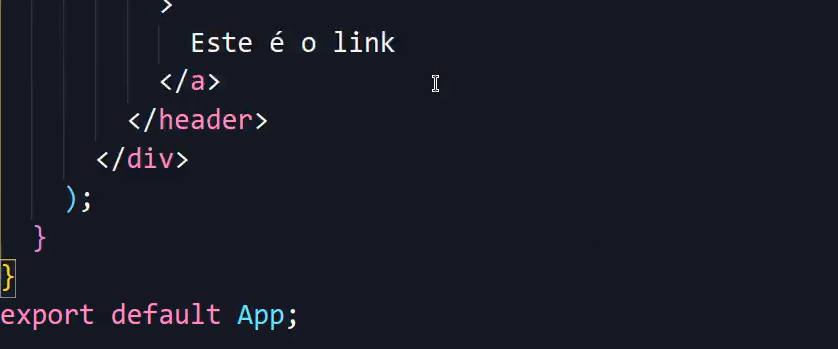 >
Este é o link
</a>
</header>
</div>
);
}
}
export default App;